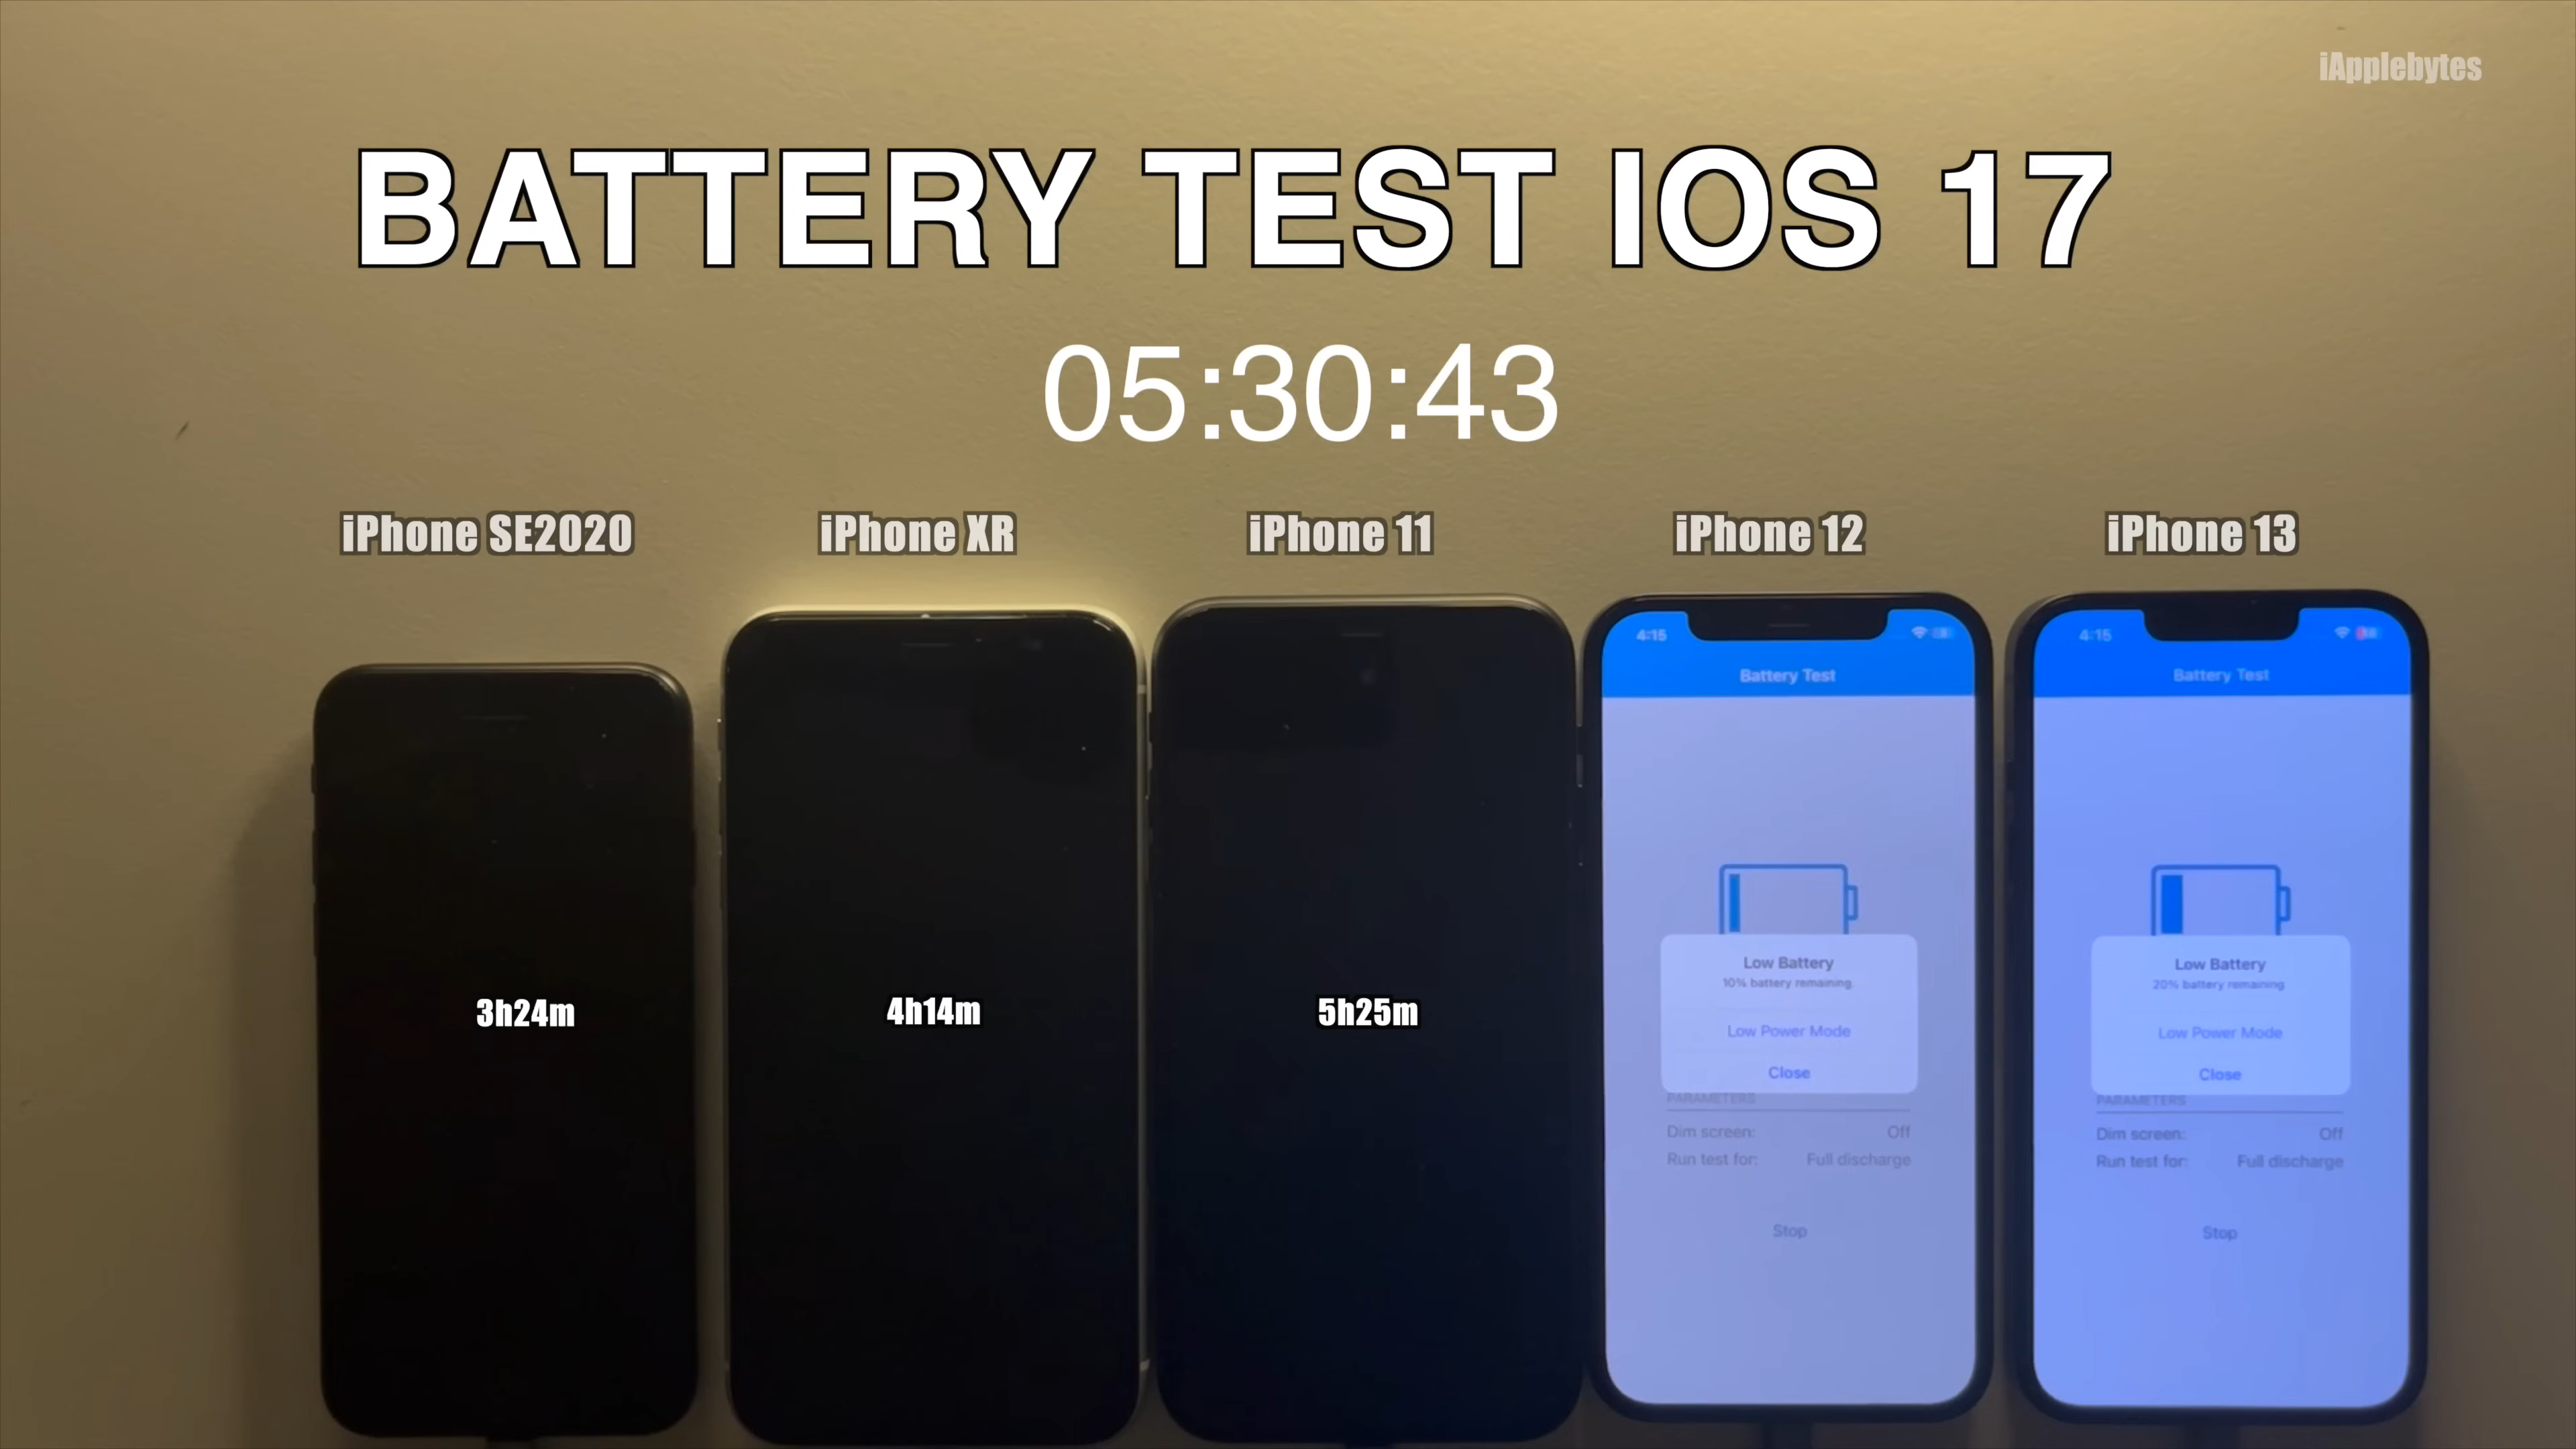 iApplebytes
BATTERY TEST IOS 17
05:30:43
iPhone SE2020
iPhone XR
iPhone 11
iPhone 12
iPhone 13
3h24m
4h14m
5h25m
4:15
Battery Test
Low Battery
10% battery remaining.
Low Power Mode
Close
PARAMETERS
Dim screen: Off
Run test for: Full discharge
Stop
4:15
Battery Test
Low Battery
20% battery remaining
Low Power Mode
Close
PARAMETERS
Dim screen: Off
Run test for: Full discharge
Stop